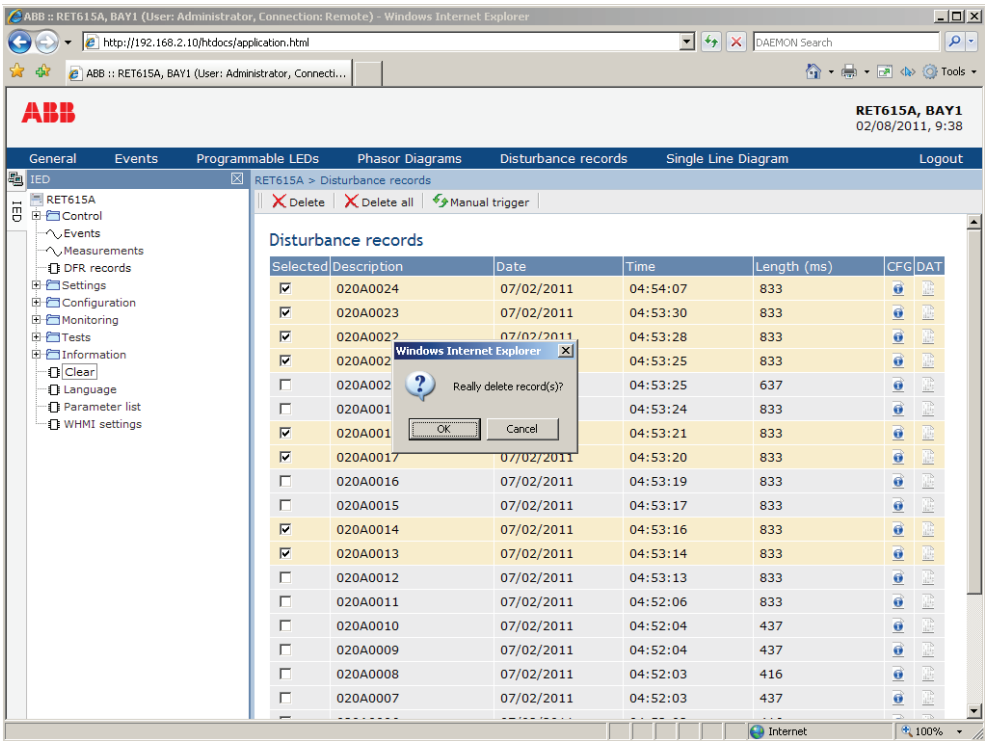 ABB :: RET615A, BAY1 (User: Administrator, Connection: Remote) - Windows Internet Explorer
http://192.168.2.10/htdocs/application.html
DAEMON Search
ABB :: RET615A, BAY1 (User: Administrator, Connecti...
Tools
ABB
RET615A, BAY1
02/08/2011, 9:38
General Events Programmable LEDs Phasor Diagrams Disturbance records Single Line Diagram Logout
IED
IED
RET615A
Control
Events
Measurements
DFR records
Settings
Configuration
Monitoring
Tests
Information
Clear
Language
Parameter list
WHMI settings
RET615A > Disturbance records
Delete Delete all Manual trigger
Disturbance records
Selected Description Date Time Length (ms) CFG DAT
020A0024 07/02/2011 04:54:07 833
020A0023 07/02/2011 04:53:30 833
020A0022 07/02/2011 04:53:28 833
020A002 04:53:25 833
020A002 04:53:25 637
020A001 04:53:24 833
020A001 04:53:21 833
020A0017 07/02/2011 04:53:20 833
020A0016 07/02/2011 04:53:19 833
020A0015 07/02/2011 04:53:17 833
020A0014 07/02/2011 04:53:16 833
020A0013 07/02/2011 04:53:14 833
020A0012 07/02/2011 04:53:13 833
020A0011 07/02/2011 04:52:06 833
020A0010 07/02/2011 04:52:04 437
020A0009 07/02/2011 04:52:04 437
020A0008 07/02/2011 04:52:03 416
020A0007 07/02/2011 04:52:03 437
Windows Internet Explorer
Really delete record(s)?
OK Cancel
Internet
100%